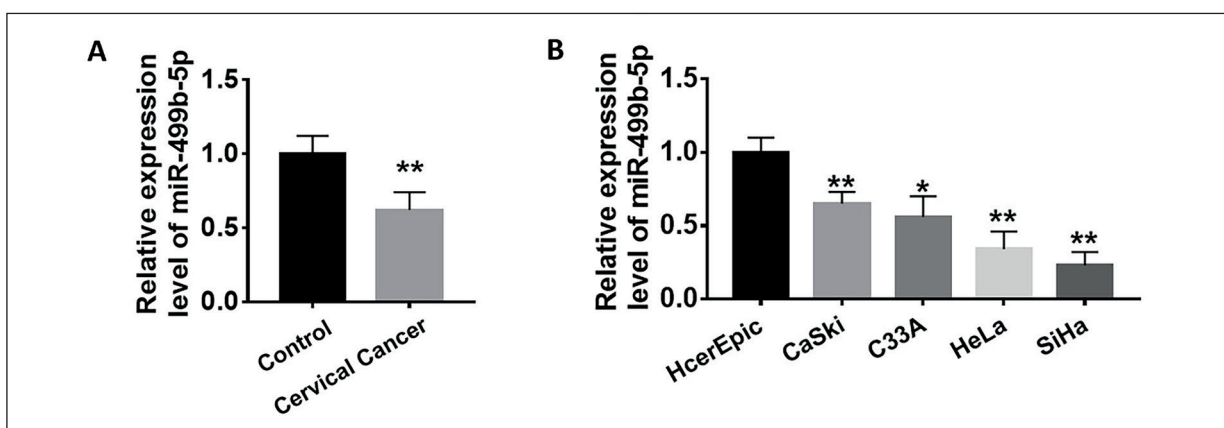 A
Relative expression
level of miR-499b-5p
1.5
1.0
0.5
0.0
**
Control
Cervical Cancer
B
Relative expression
level of miR-499b-5p
1.5
1.0
0.5
0.0
**
*
**
**
HcerEpic
CaSki
C33A
HeLa
SiHa